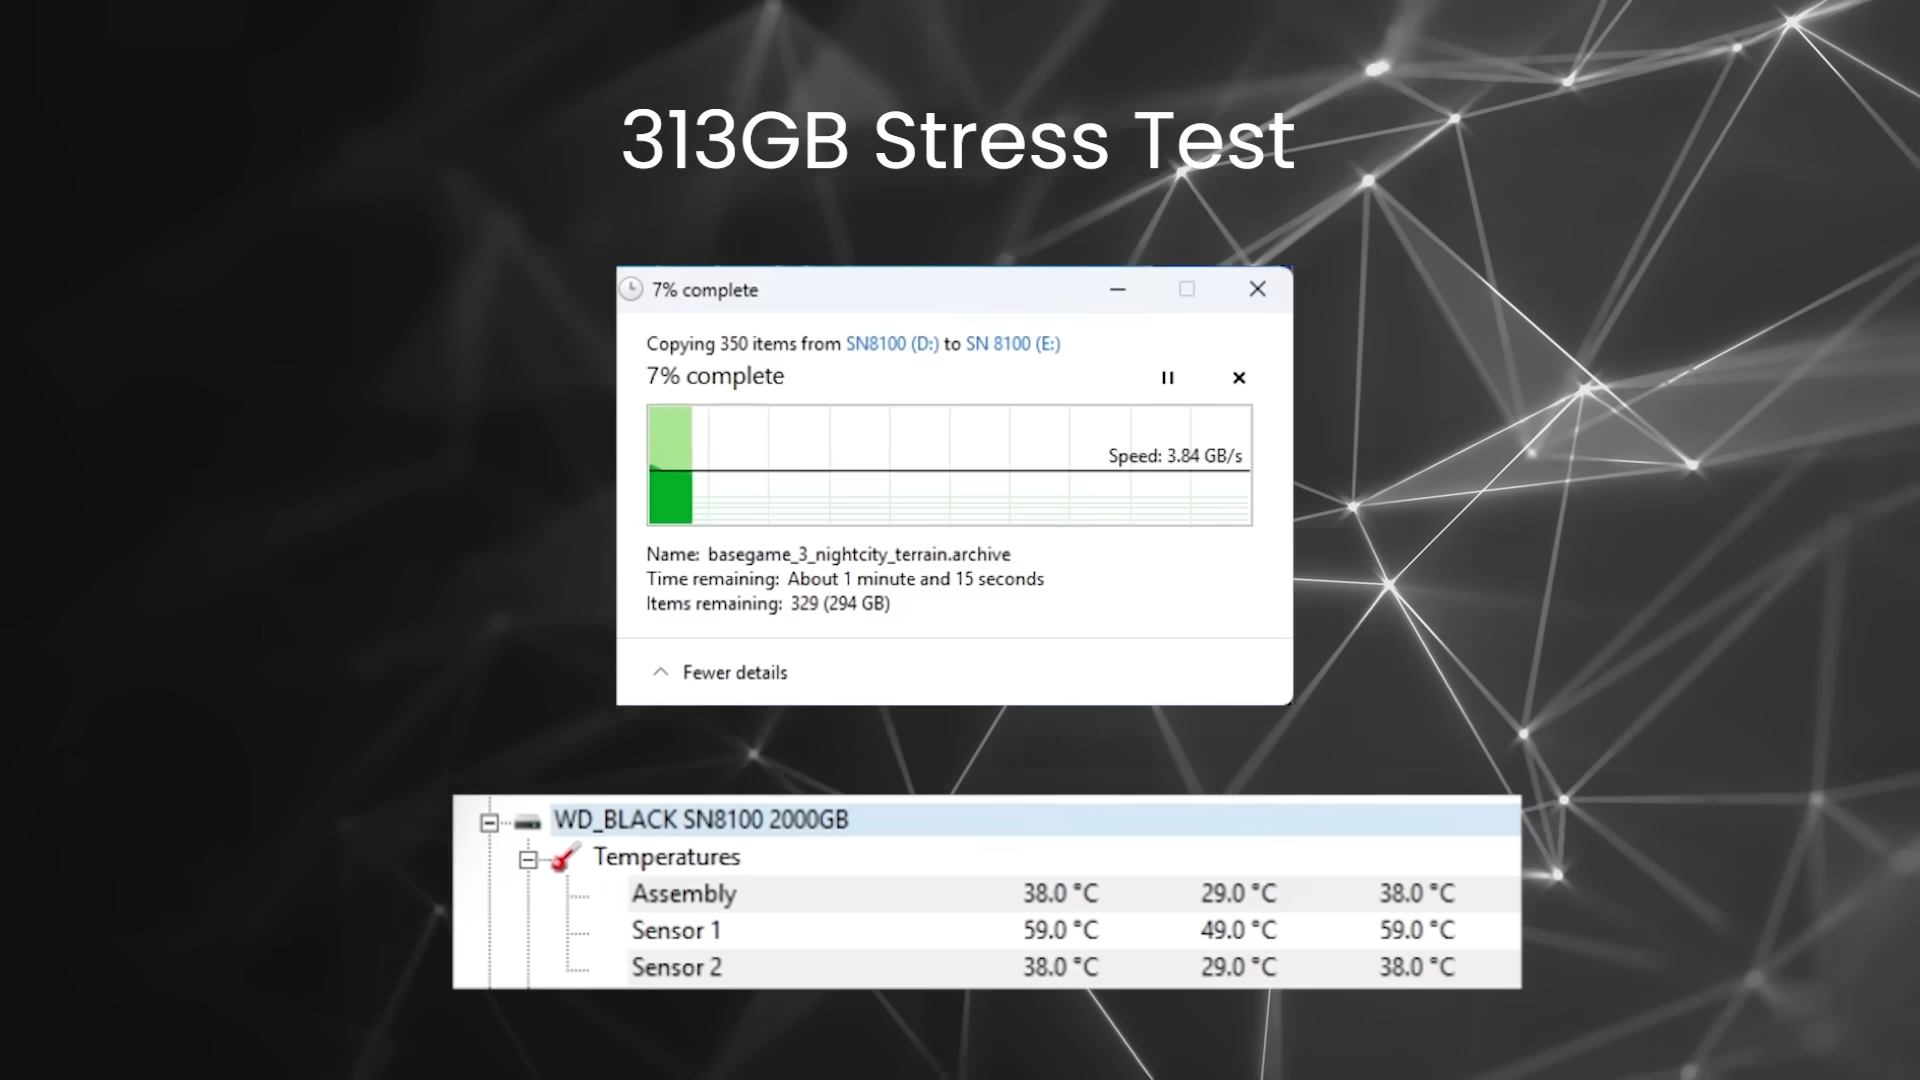 313GB Stress Test
7% complete
Copying 350 items from SN8100 (D:) to SN 8100 (E:)
7% complete
Speed: 3.84 GB/s
Name: basegame_3_nightcity_terrain.archive
Time remaining: About 1 minute and 15 seconds
Items remaining: 329 (294 GB)
Fewer details
WD_BLACK SN8100 2000GB
Temperatures
Assembly 38.0 °C 29.0 °C 38.0 °C
Sensor 1 59.0 °C 49.0 °C 59.0 °C
Sensor 2 38.0 °C 29.0 °C 38.0 °C